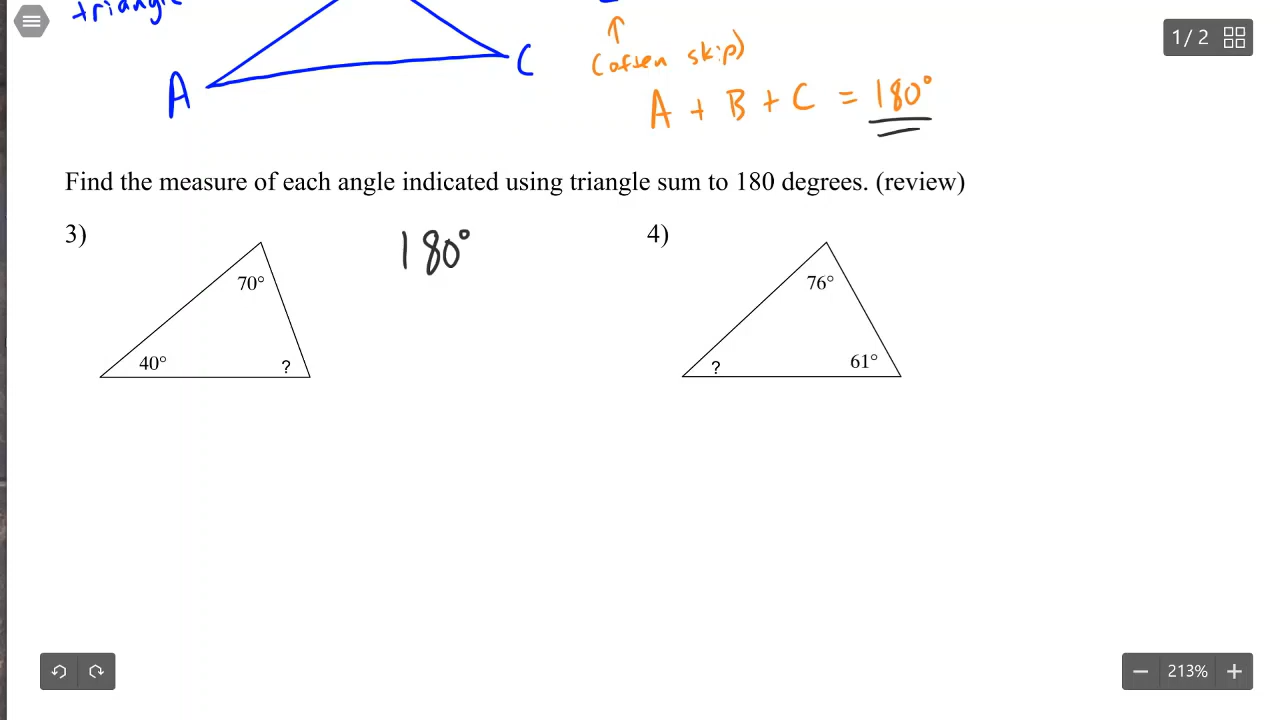 triangle
1 / 2
A
C
(often skip)
A + B + C = 180°
Find the measure of each angle indicated using triangle sum to 180 degrees. (review)
3)
180°
4)
70°
76°
40°
?
?
61°
213%